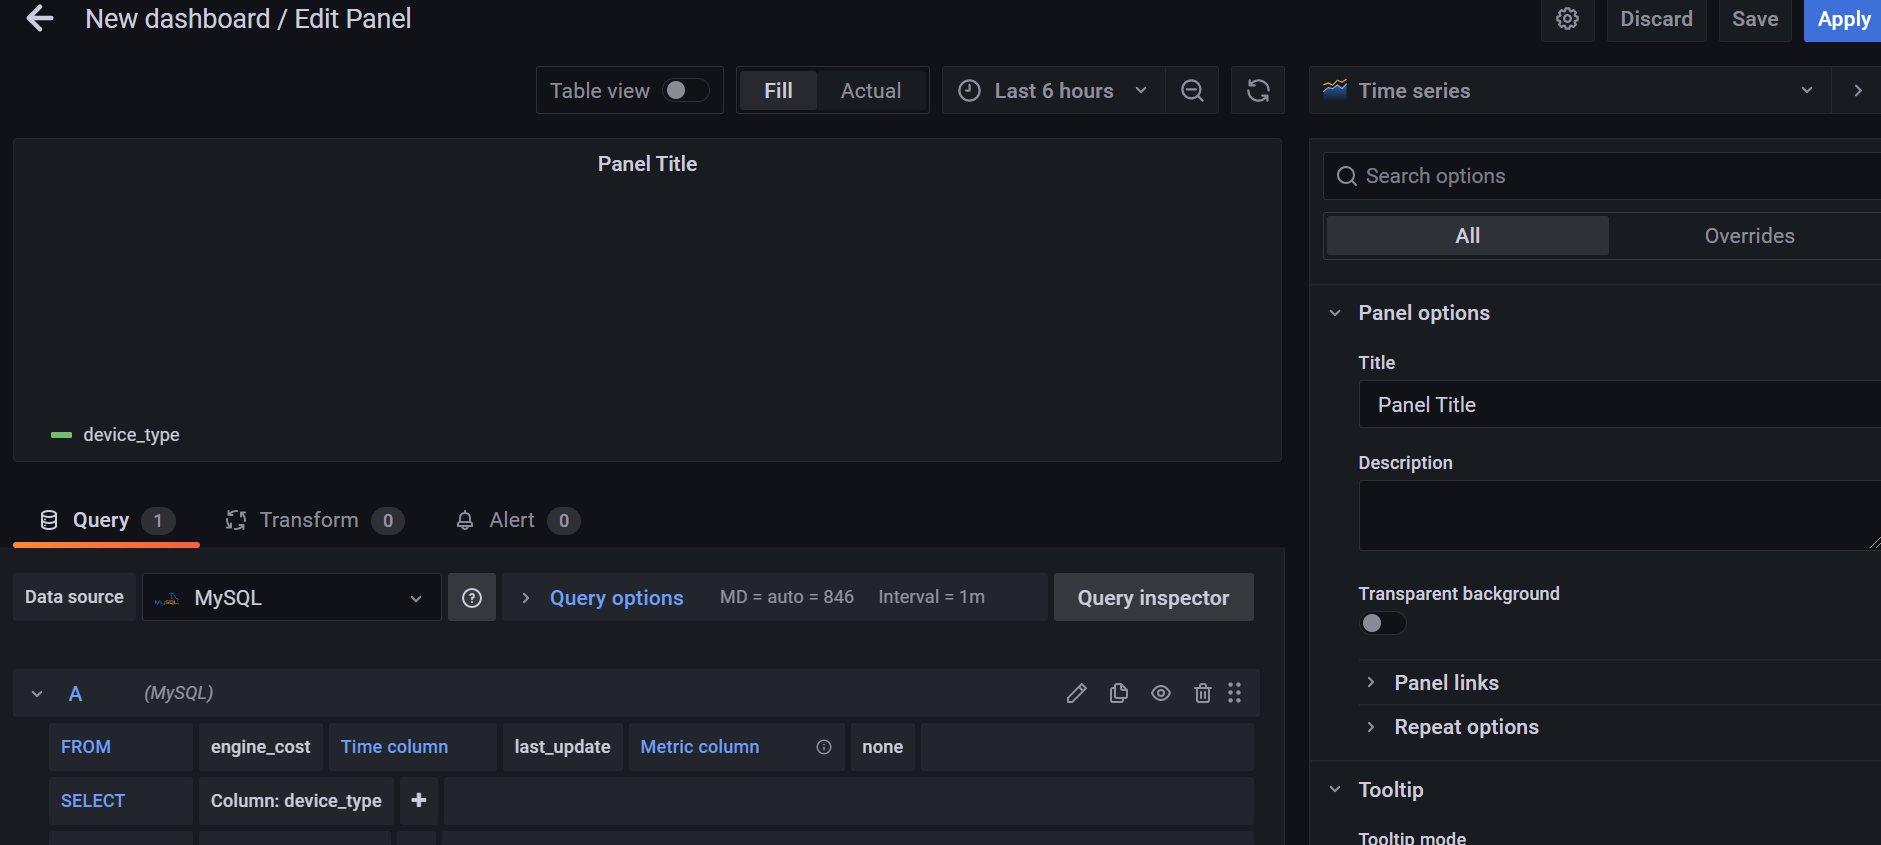 New dashboard / Edit Panel
Discard
Save
Apply
Table view
Fill
Actual
Last 6 hours
Time series
Panel Title
Search options
All
Overrides
Panel options
Title
Panel Title
device_type
Description
Query 1
Transform 0
Alert 0
Data source
MySQL
Query options
MD = auto = 846
Interval = 1m
Query inspector
Transparent background
A
(MySQL)
Panel links
Repeat options
FROM
engine_cost
Time column
last_update
Metric column
none
SELECT
Column: device_type
Tooltip
Tooltip mode